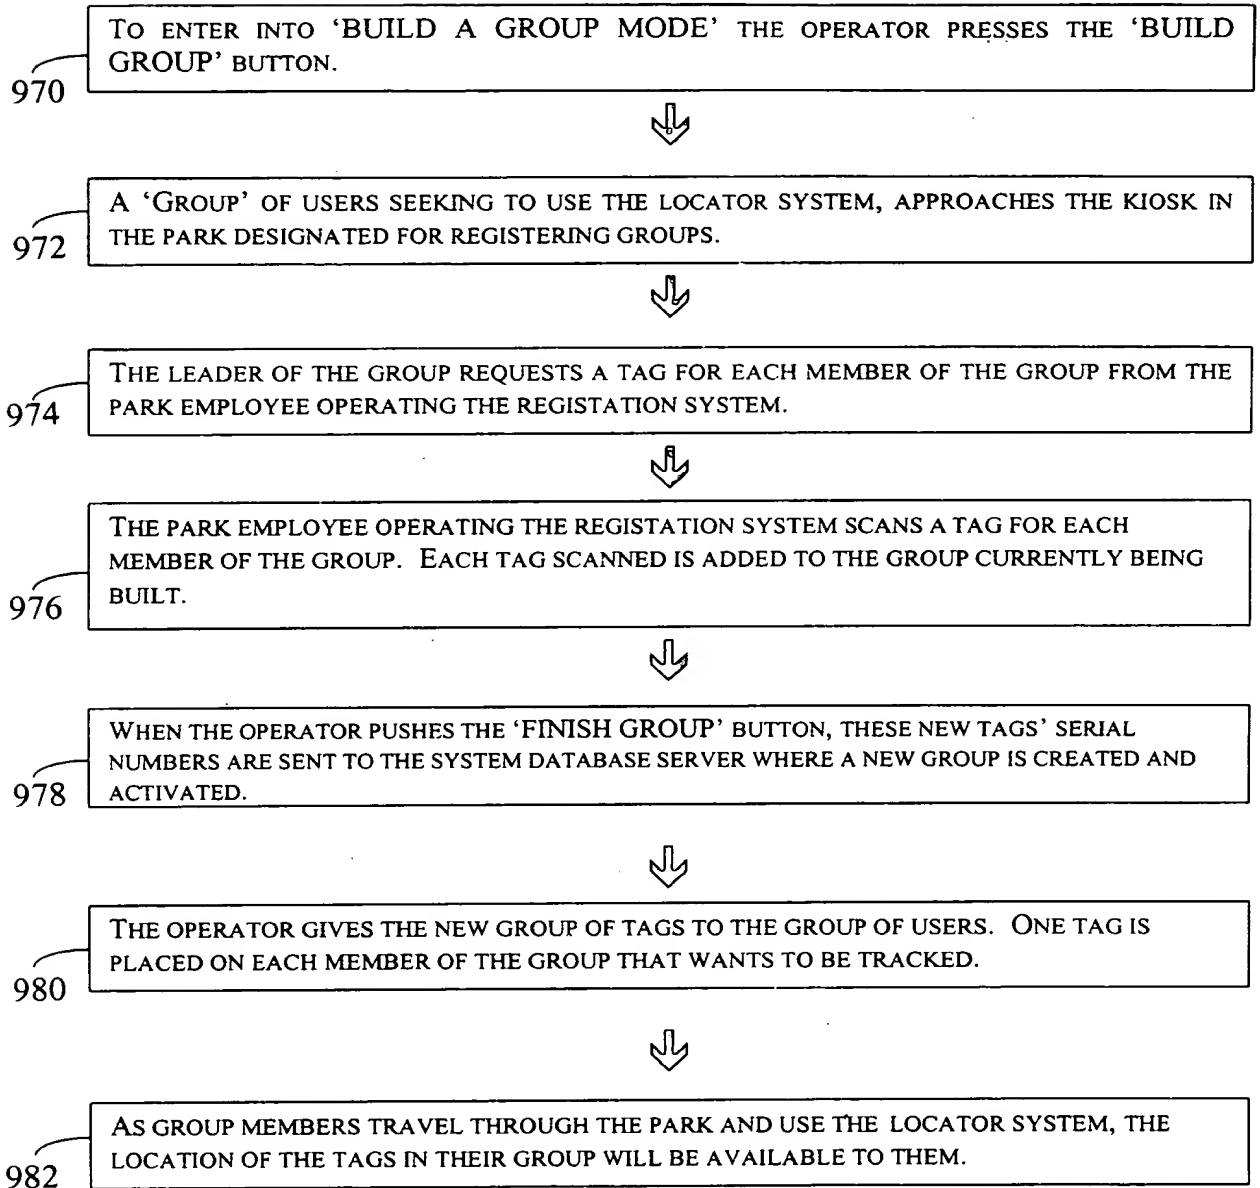 TO ENTER INTO ‘BUILD A GROUP MODE’ THE OPERATOR PRESSES THE ‘BUILD
GROUP’ BUTTON.
970
A ‘GROUP’ OF USERS SEEKING TO USE THE LOCATOR SYSTEM, APPROACHES THE KIOSK IN
THE PARK DESIGNATED FOR REGISTERING GROUPS.
972
THE LEADER OF THE GROUP REQUESTS A TAG FOR EACH MEMBER OF THE GROUP FROM THE
PARK EMPLOYEE OPERATING THE REGISTATION SYSTEM.
974
THE PARK EMPLOYEE OPERATING THE REGISTATION SYSTEM SCANS A TAG FOR EACH
MEMBER OF THE GROUP. EACH TAG SCANNED IS ADDED TO THE GROUP CURRENTLY BEING
BUILT.
976
WHEN THE OPERATOR PUSHES THE ‘FINISH GROUP’ BUTTON, THESE NEW TAGS’ SERIAL
NUMBERS ARE SENT TO THE SYSTEM DATABASE SERVER WHERE A NEW GROUP IS CREATED AND
ACTIVATED.
978
THE OPERATOR GIVES THE NEW GROUP OF TAGS TO THE GROUP OF USERS. ONE TAG IS
PLACED ON EACH MEMBER OF THE GROUP THAT WANTS TO BE TRACKED.
980
AS GROUP MEMBERS TRAVEL THROUGH THE PARK AND USE THE LOCATOR SYSTEM, THE
LOCATION OF THE TAGS IN THEIR GROUP WILL BE AVAILABLE TO THEM.
982